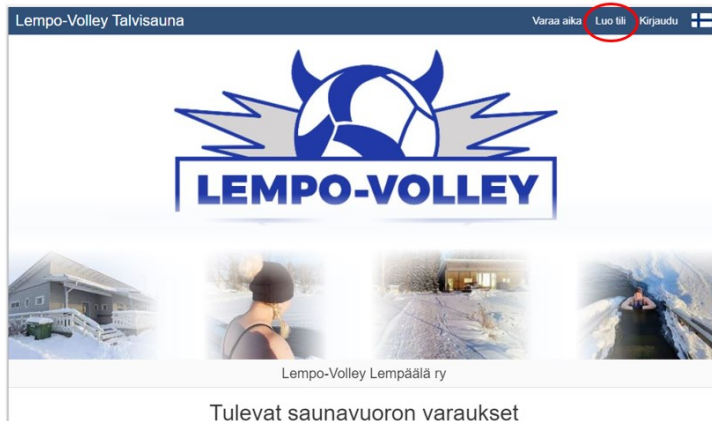 Lempo-Volley Talvisauna Varaa aika Luo tili Kirjaudu
LEMPO-VOLLEY
Lempo-Volley Lempäälä ry
Tulevat saunavuoron varaukset